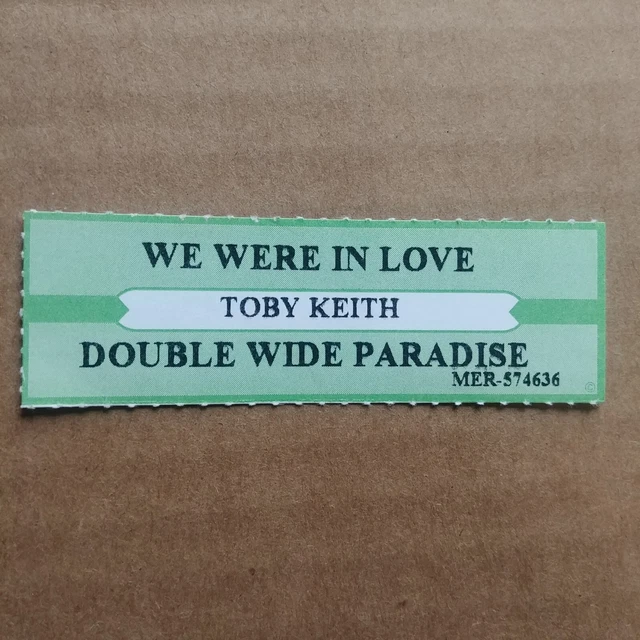 WE WERE IN LOVE
TOBY KEITH
DOUBLE WIDE PARADISE
MER-574636
©